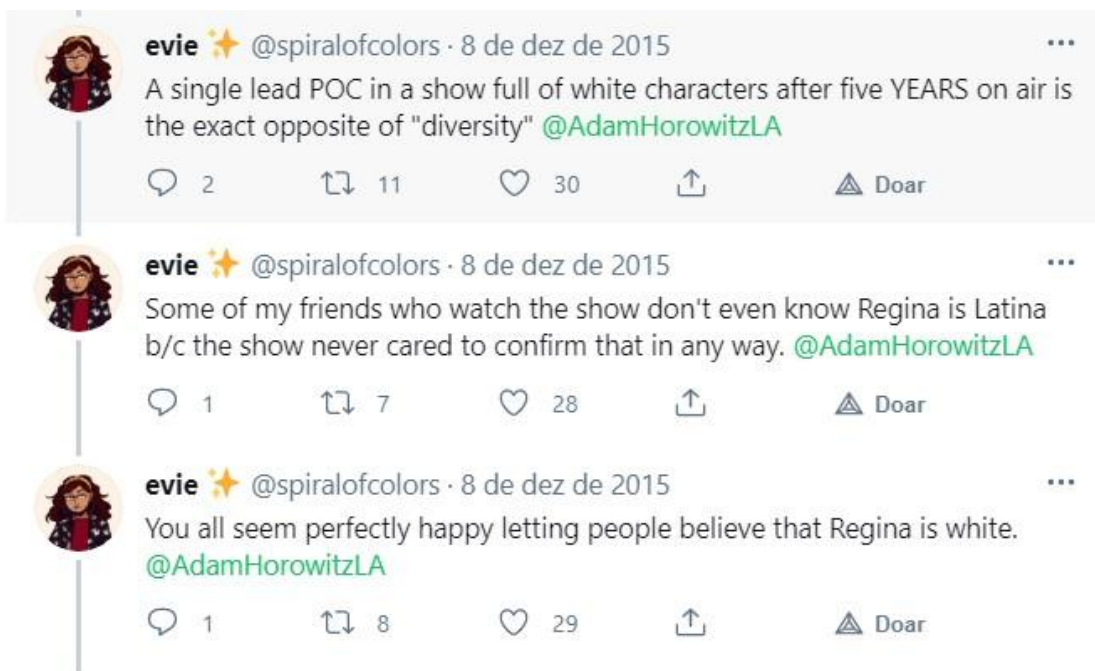 evie ✨ @spiralofcolors · 8 de dez de 2015
A single lead POC in a show full of white characters after five YEARS on air is
the exact opposite of "diversity" @AdamHorowitzLA
2 11 30 Doar
evie ✨ @spiralofcolors · 8 de dez de 2015
Some of my friends who watch the show don't even know Regina is Latina
b/c the show never cared to confirm that in any way. @AdamHorowitzLA
1 7 28 Doar
evie ✨ @spiralofcolors · 8 de dez de 2015
You all seem perfectly happy letting people believe that Regina is white.
@AdamHorowitzLA
1 8 29 Doar